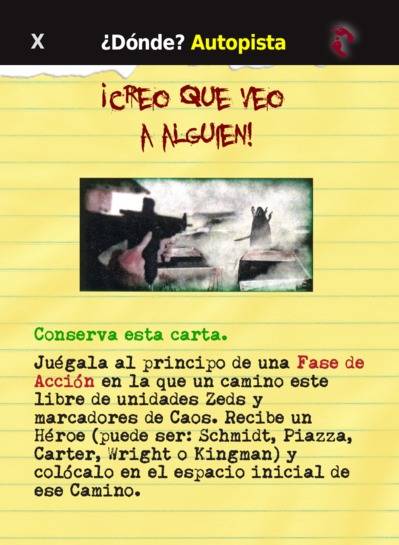 X ¿Dónde? Autopista
¡CREO QUE VEO
A ALGUIEN!
Conserva esta carta.
Juégala al principo de una Fase de
Acción en la que un camino este
libre de unidades Zeds y
marcadores de Caos. Recibe un
Héroe (puede ser: Schmidt, Piazza,
Carter, Wright o Kingman) y
colócalo en el espacio inicial de
ese Camino.